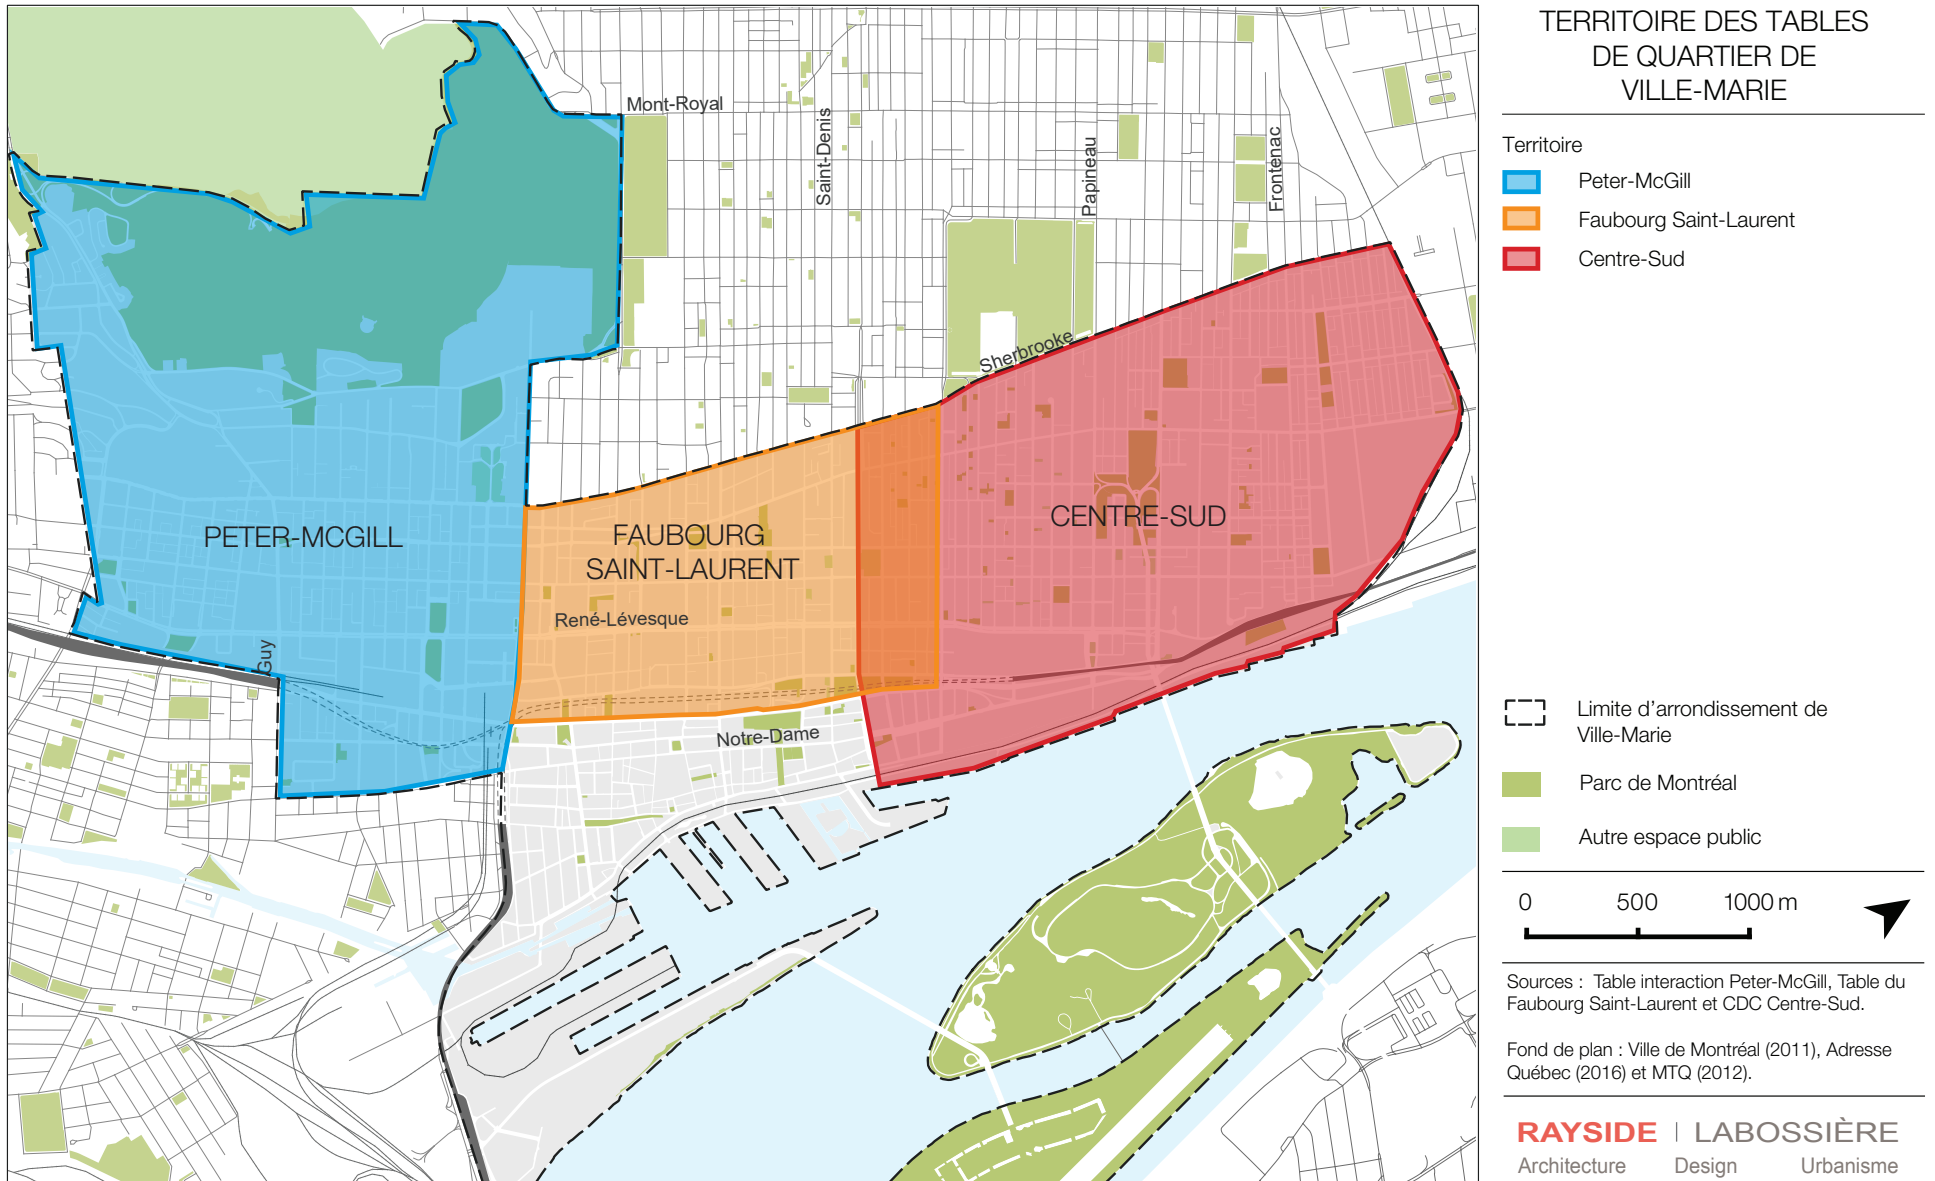 TERRITOIRE DES TABLES
DE QUARTIER DE
VILLE-MARIE
Territoire
Peter-McGill
Faubourg Saint-Laurent
Centre-Sud
Mont-Royal
Saint-Denis
Papineau
Frontenac
Sherbrooke
PETER-MCGILL
FAUBOURG
SAINT-LAURENT
CENTRE-SUD
René-Lévesque
Guy
Notre-Dame
Limite d'arrondissement de
Ville-Marie
Parc de Montréal
Autre espace public
0 500 1000 m
Sources : Table interaction Peter-McGill, Table du
Faubourg Saint-Laurent et CDC Centre-Sud.
Fond de plan : Ville de Montréal (2011), Adresse
Québec (2016) et MTQ (2012).
RAYSIDE | LABOSSIÈRE
Architecture Design Urbanisme